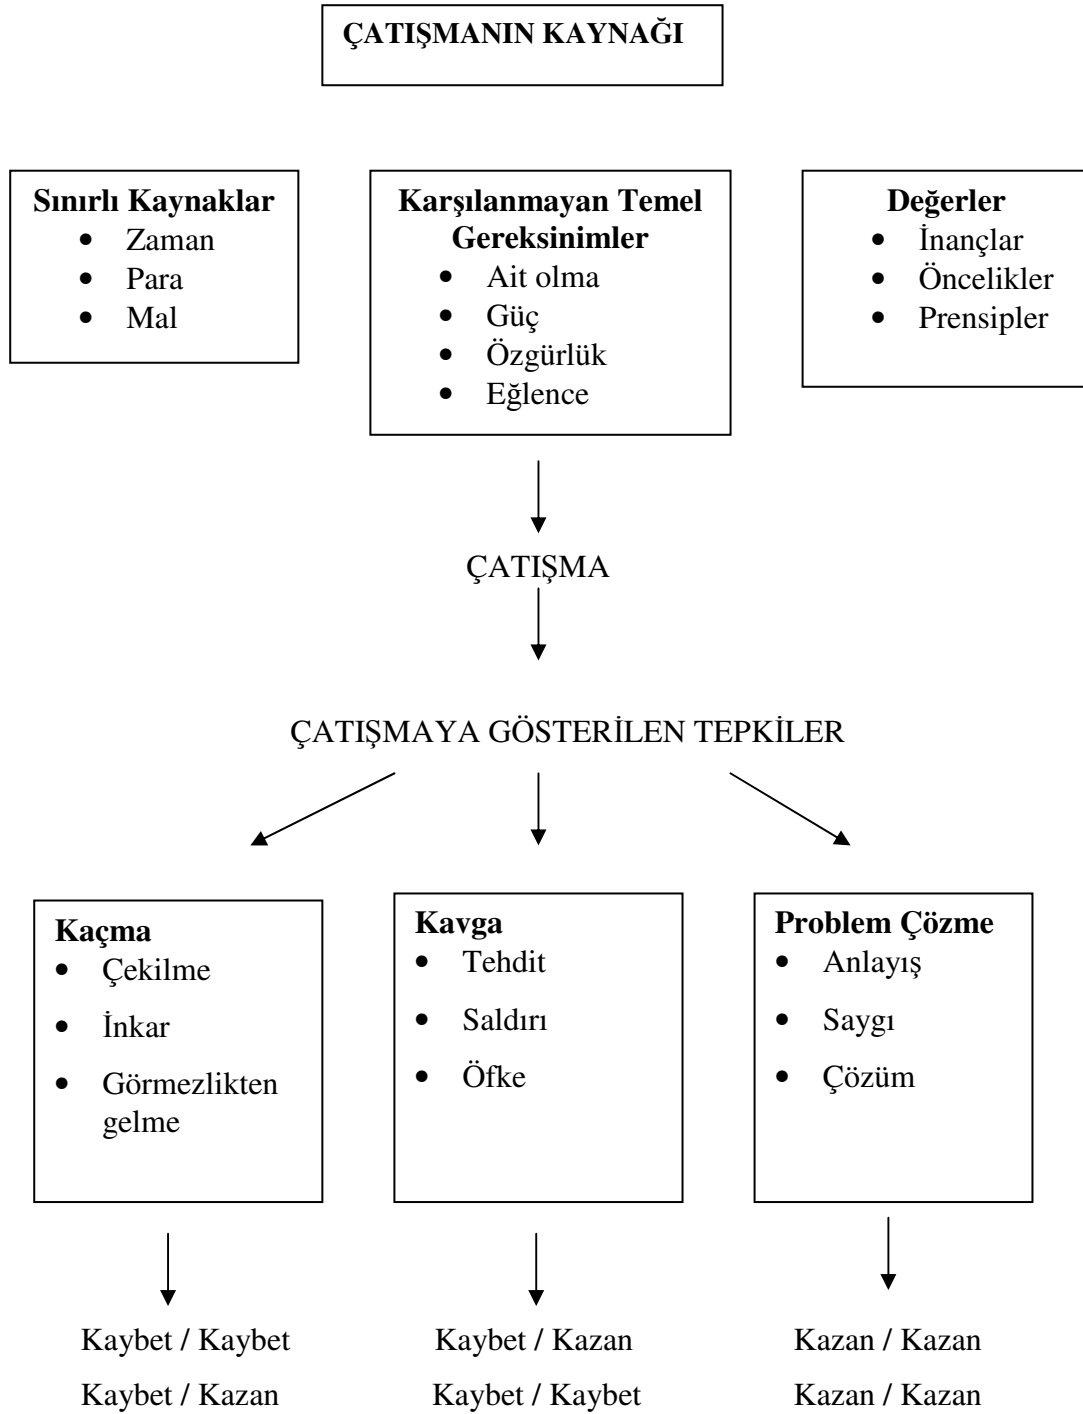 ÇATIŞMANIN KAYNAĞI
Sınırlı Kaynaklar
• Zaman
• Para
• Mal
Karşılanmayan Temel
Gereksinimler
• Ait olma
• Güç
• Özgürlük
• Eğlence
Değerler
• İnançlar
• Öncelikler
• Prensipler
ÇATIŞMA
ÇATIŞMAYA GÖSTERİLEN TEPKİLER
Kaçma
• Çekilme
• İnkar
• Görmezlikten
gelme
Kavga
• Tehdit
• Saldırı
• Öfke
Problem Çözme
• Anlayış
• Saygı
• Çözüm
Kaybet / Kaybet
Kaybet / Kazan
Kaybet / Kazan
Kaybet / Kaybet
Kazan / Kazan
Kazan / Kazan